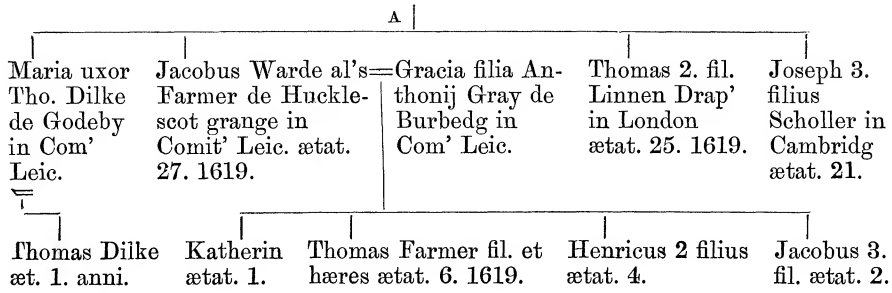 A
Maria uxor
Tho. Dilke
de Godeby
in Com'
Leic.
Jacobus Warde al's=
Farmer de Huckle-
scot grange in
Comit' Leic. ætat.
27. 1619.
Gracia filia An-
thonij Gray de
Burbedg in
Com' Leic.
Thomas 2. fil.
Linnen Drap'
in London
ætat. 25. 1619.
Joseph 3.
filius
Scholler in
Cambridg
ætat. 21.
Thomas Dilke
æt. 1. anni.
Katherin
ætat. 1.
Thomas Farmer fil. et
hæres ætat. 6. 1619.
Henricus 2 filius
ætat. 4.
Jacobus 3.
fil. ætat. 2.